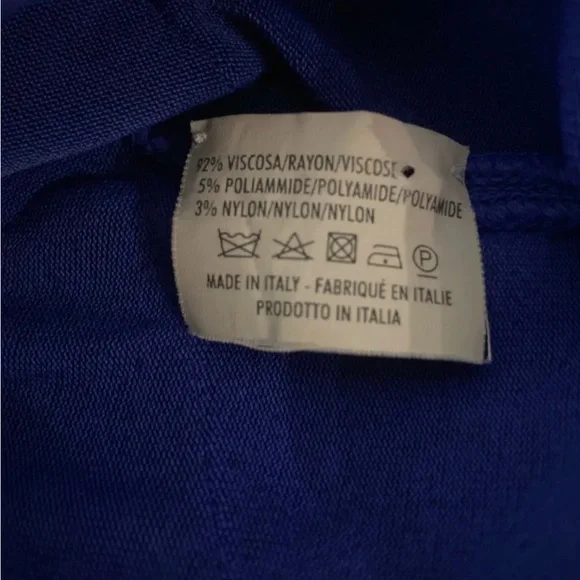 92% VISCOSA/RAYON/VISCOSE
5% POLIAMMIDE/POLYAMIDE/POLYAMIDE
3% NYLON/NYLON/NYLON
P
MADE IN ITALY - FABRIQUÉ EN ITALIE
PRODOTTO IN ITALIA